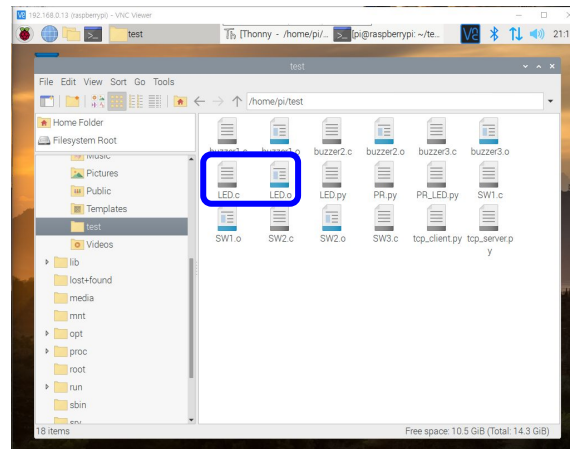 192.168.0.13 (raspberrypi) - VNC Viewer
test
[Thonny - /home/pi/...
[pi@raspberrypi: ~/te...
21:1
test
File Edit View Sort Go Tools
/home/pi/test
Home Folder
Filesystem Root
Music
Pictures
Public
Templates
test
Videos
lib
lost+found
media
mnt
opt
proc
root
run
sbin
srv
buzzer1.c buzzer1.o buzzer2.c buzzer2.o buzzer3.c buzzer3.o
LED.c LED.o LED.py PR.py PR_LED.py SW1.c
SW1.o SW2.c SW2.o SW3.c tcp_client.py tcp_server.p
y
18 items
Free space: 10.5 GiB (Total: 14.3 GiB)